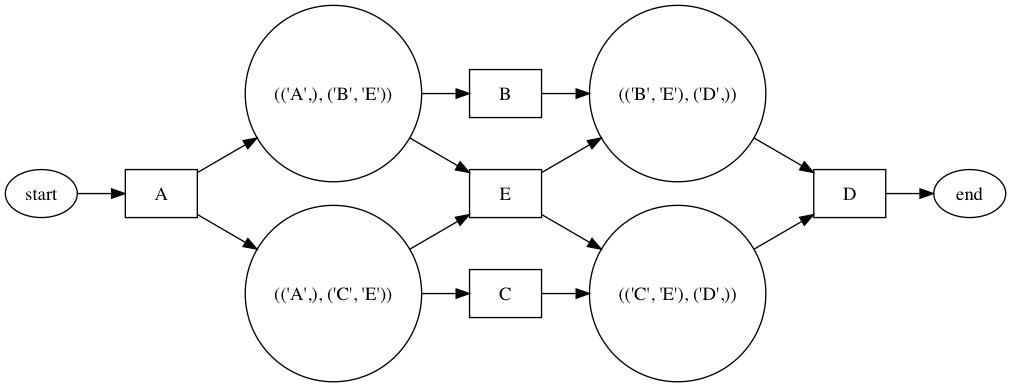 start
A
(('A',), ('B', 'E'))
(('A',), ('C', 'E'))
B
E
C
(('B', 'E'), ('D',))
(('C', 'E'), ('D',))
D
end